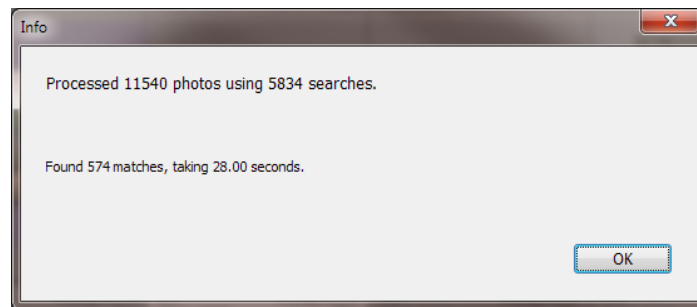 Info
Processed 11540 photos using 5834 searches.
Found 574 matches, taking 28.00 seconds.
OK